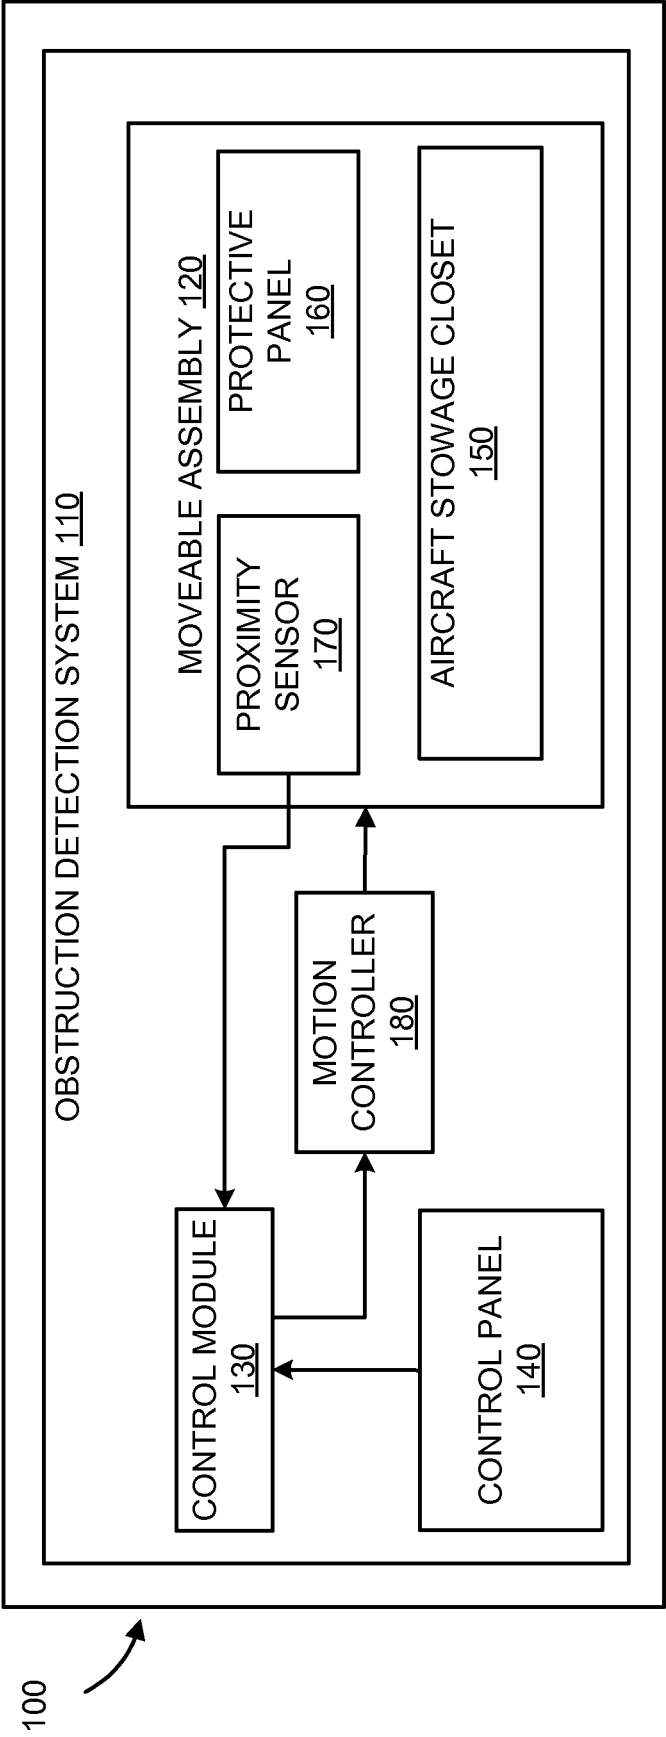 100
OBSTRUCTION DETECTION SYSTEM 110
CONTROL MODULE
130
CONTROL PANEL
140
MOTION
CONTROLLER
180
MOVEABLE ASSEMBLY 120
PROXIMITY
SENSOR
170
PROTECTIVE
PANEL
160
AIRCRAFT STOWAGE CLOSET
150